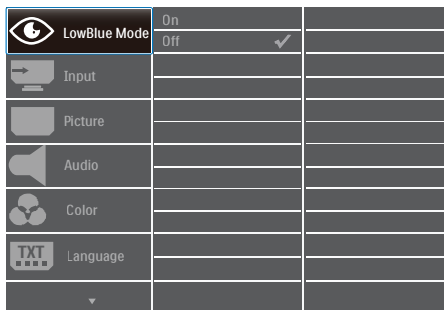 LowBlue Mode
On
Off
Input
Picture
Audio
Color
TXT
Language